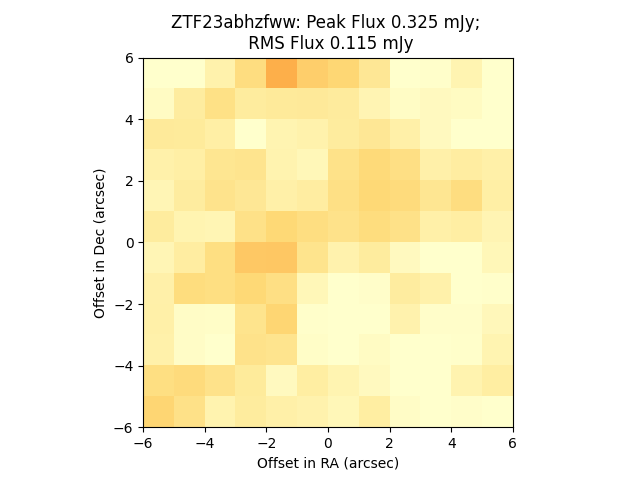 ZTF23abhzfww: Peak Flux 0.325 mJy;
RMS Flux 0.115 mJy
6
4
2
0
−2
−4
−6
Offset in Dec (arcsec)
−6 −4 −2 0 2 4 6
Offset in RA (arcsec)